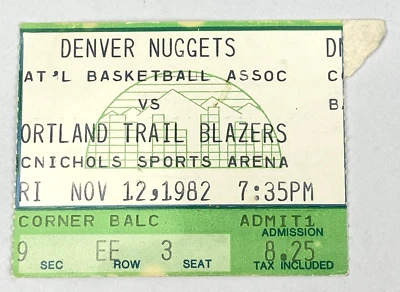 DENVER NUGGETS DN
AT'L BASKETBALL ASSOC C
VS B
ORTLAND TRAIL BLAZERS
CNICHOLS SPORTS ARENA
RI NOV 12,1982 7:35PM
CORNER BALC ADMIT1
ADMISSION
9 EE 3 8.25
SEC ROW SEAT TAX INCLUDED